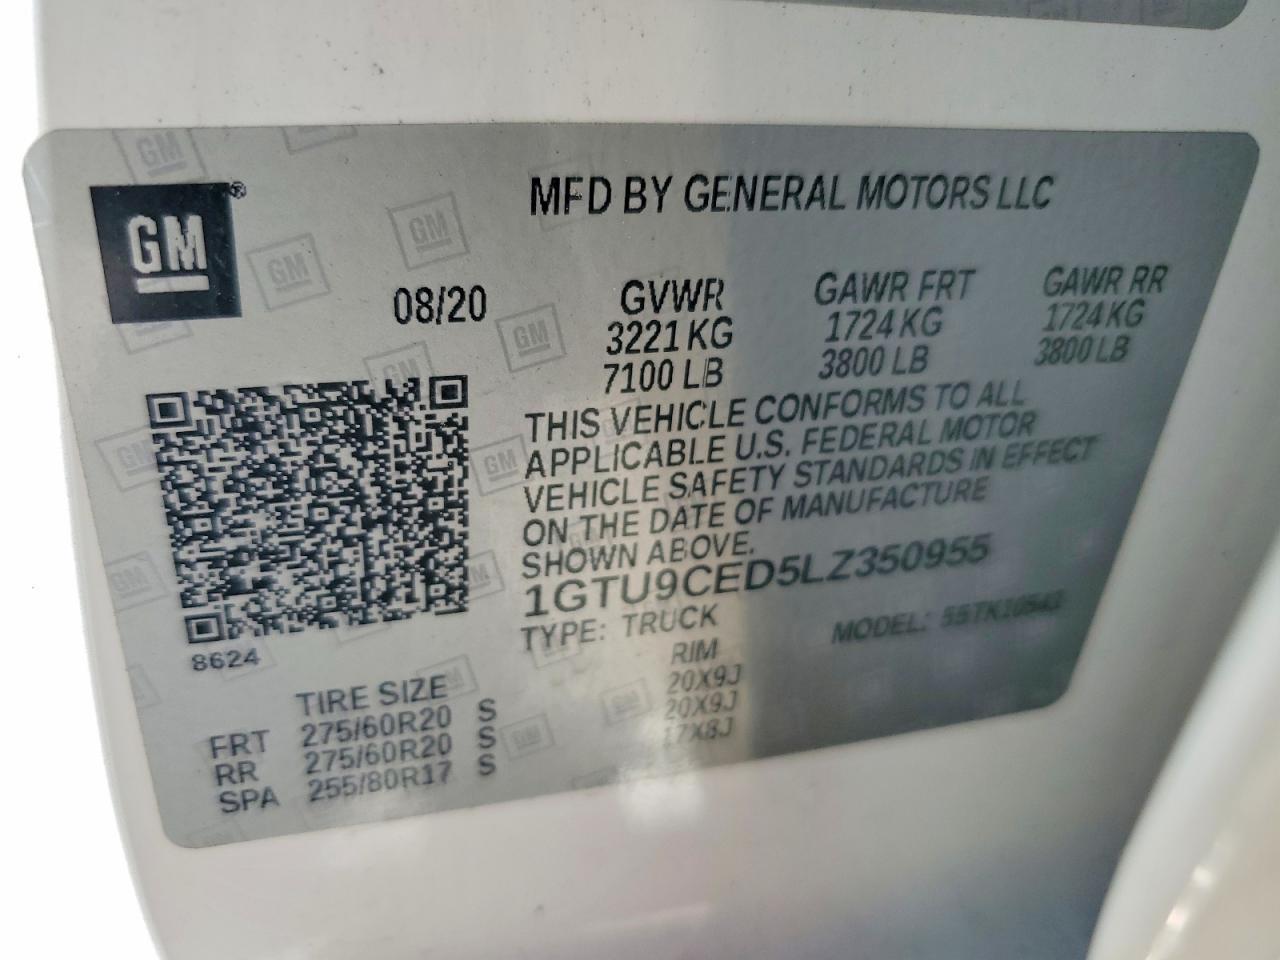 GM®
MFD BY GENERAL MOTORS LLC
08/20
GVWR GAWR FRT GAWR RR
3221 KG 1724 KG 1724 KG
7100 LB 3800 LB 3800 LB
THIS VEHICLE CONFORMS TO ALL
APPLICABLE U.S. FEDERAL MOTOR
VEHICLE SAFETY STANDARDS IN EFFECT
ON THE DATE OF MANUFACTURE
SHOWN ABOVE.
1GTU9CED5LZ350955
TYPE: TRUCK MODEL:
8624
TIRE SIZE RIM
FRT 275/60R20 S 20X9J
RR 275/60R20 S 20X9J
SPA 255/80R17 S 17X8J